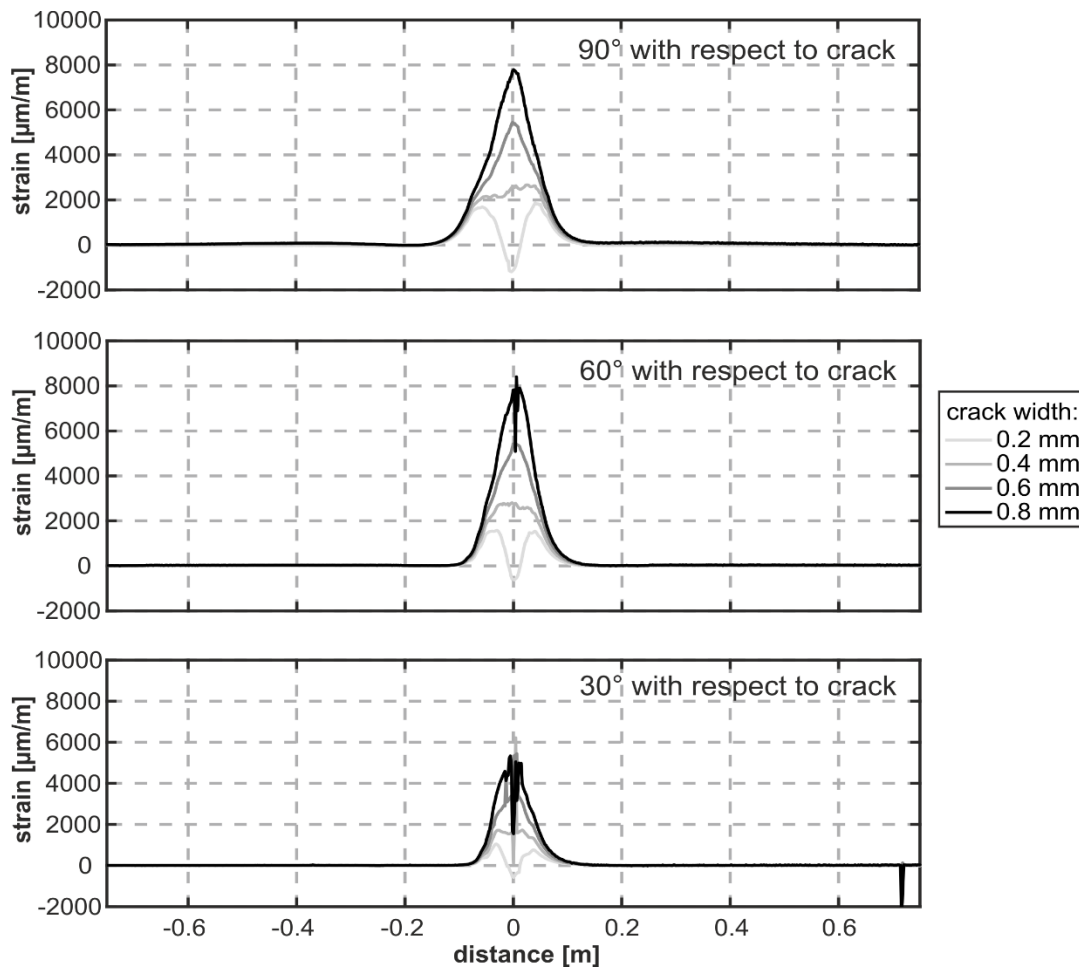 10000
90° with respect to crack
8000
6000
4000
2000
0
-2000
strain [µm/m]
10000
60° with respect to crack
8000
6000
4000
2000
0
-2000
strain [µm/m]
crack width:
0.2 mm
0.4 mm
0.6 mm
0.8 mm
10000
30° with respect to crack
8000
6000
4000
2000
0
-2000
strain [µm/m]
-0.6 -0.4 -0.2 0 0.2 0.4 0.6
distance [m]